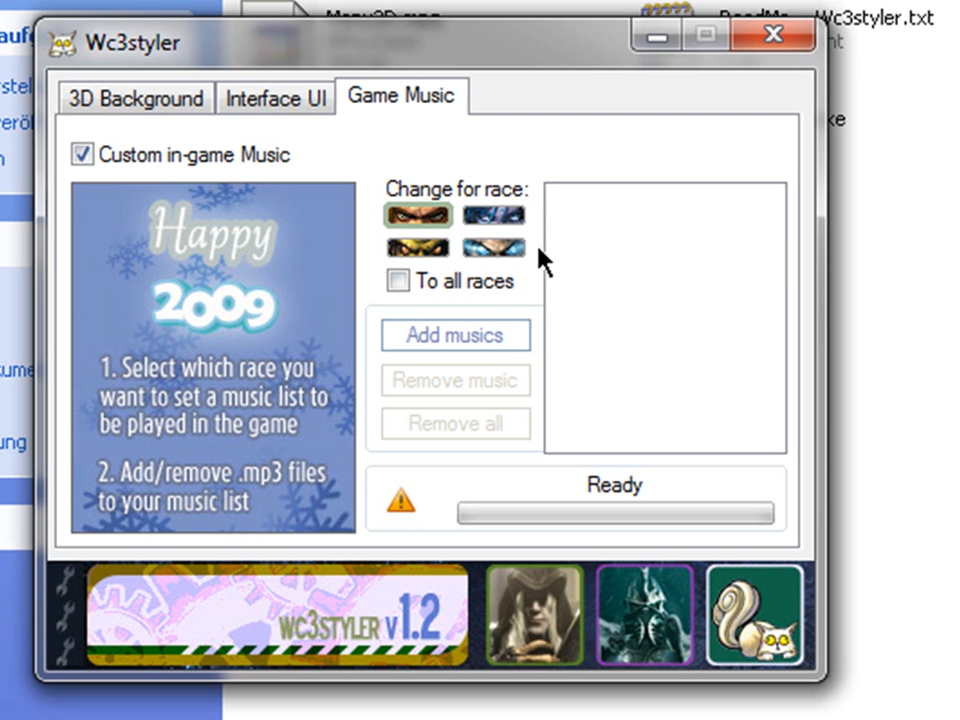 Wc3styler.txt
Wc3styler
3D Background
Interface UI
Game Music
Custom in-game Music
Happy
2009
1. Select which race you
want to set a music list to
be played in the game
2. Add/remove .mp3 files
to your music list
Change for race:
To all races
Add musics
Remove music
Remove all
Ready
WC3STYLER v1.2